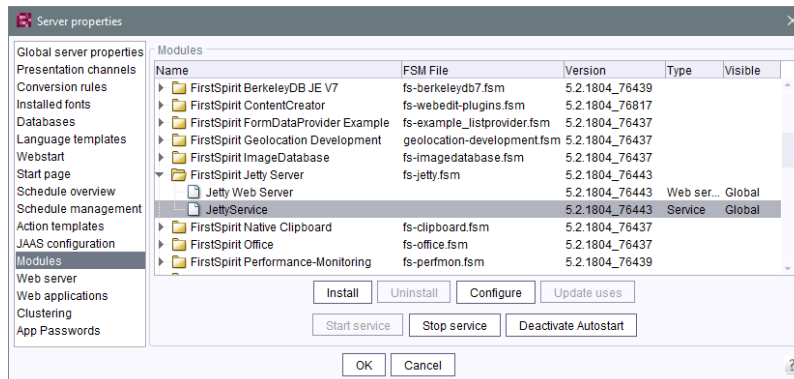 Server properties
Global server properties
Presentation channels
Conversion rules
Installed fonts
Databases
Language templates
Webstart
Start page
Schedule overview
Schedule management
Action templates
JAAS configuration
Modules
Web server
Web applications
Clustering
App Passwords
Modules
Name FSM File Version Type Visible
FirstSpirit BerkeleyDB JE V7 fs-berkeleydb7.fsm 5.2.1804_76439
FirstSpirit ContentCreator fs-webedit-plugins.fsm 5.2.1804_76817
FirstSpirit FormDataProvider Example fs-example_listprovider.fsm 5.2.1804_76437
FirstSpirit Geolocation Development geolocation-development.fsm 5.2.1804_76437
FirstSpirit ImageDatabase fs-imagedatabase.fsm 5.2.1804_76437
FirstSpirit Jetty Server fs-jetty.fsm 5.2.1804_76443
Jetty Web Server 5.2.1804_76443 Web ser... Global
JettyService 5.2.1804_76443 Service Global
FirstSpirit Native Clipboard fs-clipboard.fsm 5.2.1804_76437
FirstSpirit Office fs-office.fsm 5.2.1804_76437
FirstSpirit Performance-Monitoring fs-perfmon.fsm 5.2.1804_76439
Install Uninstall Configure Update uses
Start service Stop service Deactivate Autostart
OK Cancel
?